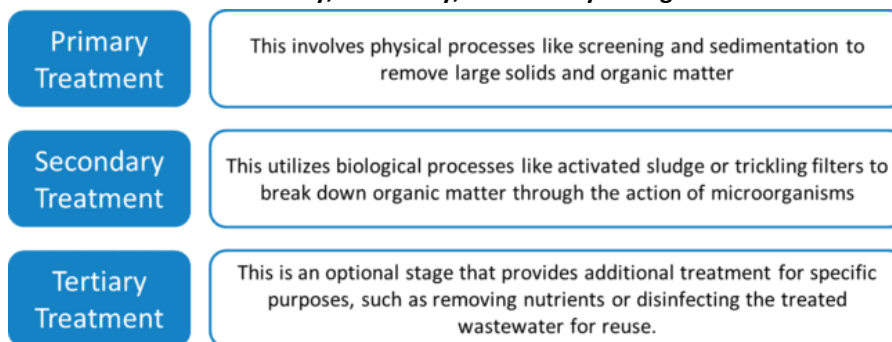 Primary
Treatment
This involves physical processes like screening and sedimentation to
remove large solids and organic matter
Secondary
Treatment
This utilizes biological processes like activated sludge or trickling filters to
break down organic matter through the action of microorganisms
Tertiary
Treatment
This is an optional stage that provides additional treatment for specific
purposes, such as removing nutrients or disinfecting the treated
wastewater for reuse.